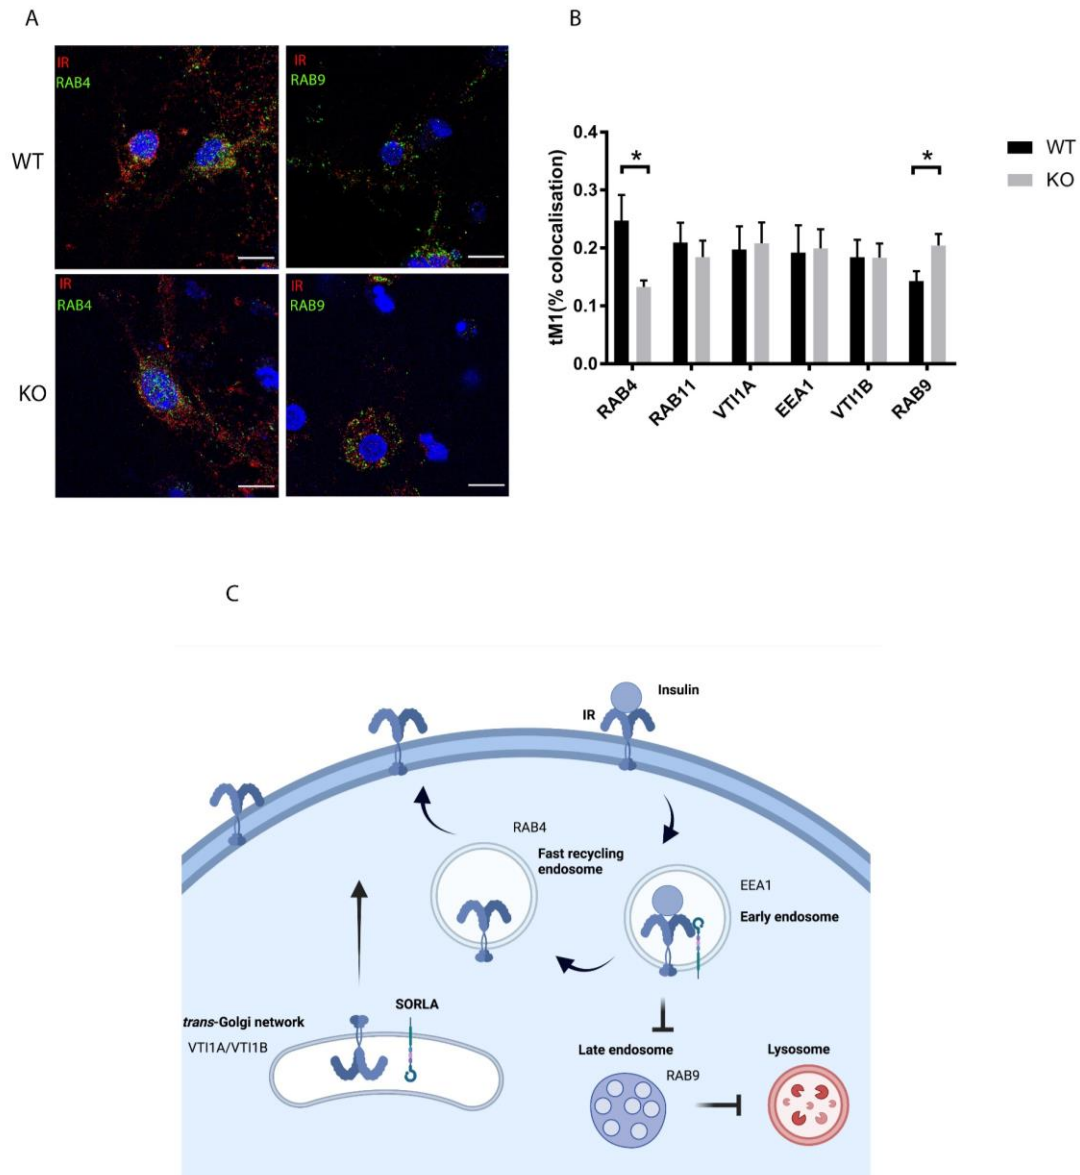 A
IR
RAB4
IR
RAB9
WT
IR
RAB4
IR
RAB9
KO
B
tM1(% colocalisation)
0.4
0.3
0.2
0.1
0.0
*
*
WT
KO
RAB4
RAB11
VTI1A
EEA1
VTI1B
RAB9
C
Insulin
IR
RAB4
Fast recycling
endosome
EEA1
Early endosome
SORLA
trans-Golgi network
VTI1A/VTI1B
Late endosome
RAB9
Lysosome